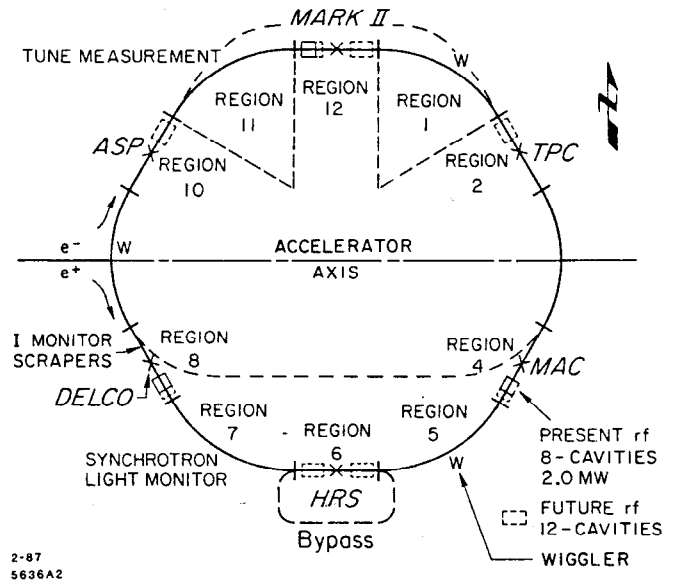 MARK II
TUNE MEASUREMENT
W
REGION
12
REGION
11
REGION
1
ASP
TPC
REGION
10
REGION
2
e-
W
ACCELERATOR
AXIS
e+
I MONITOR
SCRAPERS
REGION
8
REGION
4
MAC
DELCO
REGION
7
REGION
6
REGION
5
PRESENT rf
8-CAVITIES
2.0 MW
SYNCHROTRON
LIGHT MONITOR
W
HRS
FUTURE rf
12-CAVITIES
Bypass
WIGGLER
2-87
5636A2